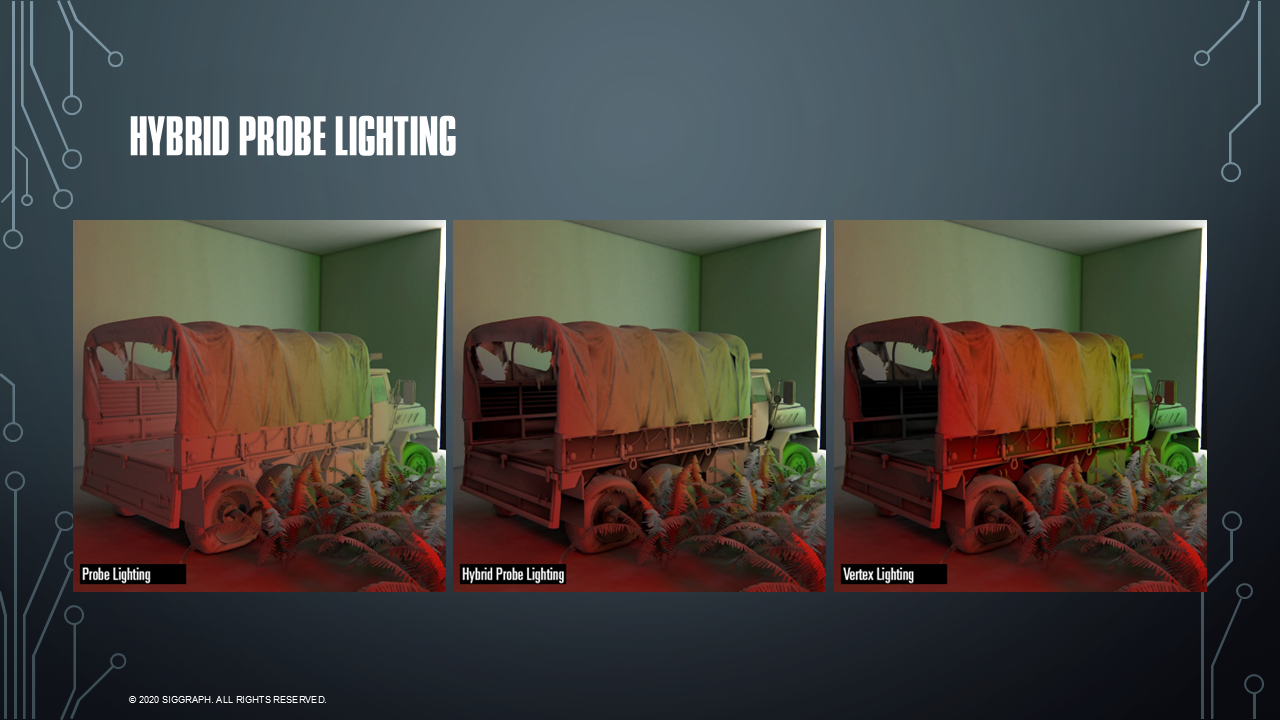 HYBRID PROBE LIGHTING
Probe Lighting
Hybrid Probe Lighting
Vertex Lighting
© 2020 SIGGRAPH. ALL RIGHTS RESERVED.